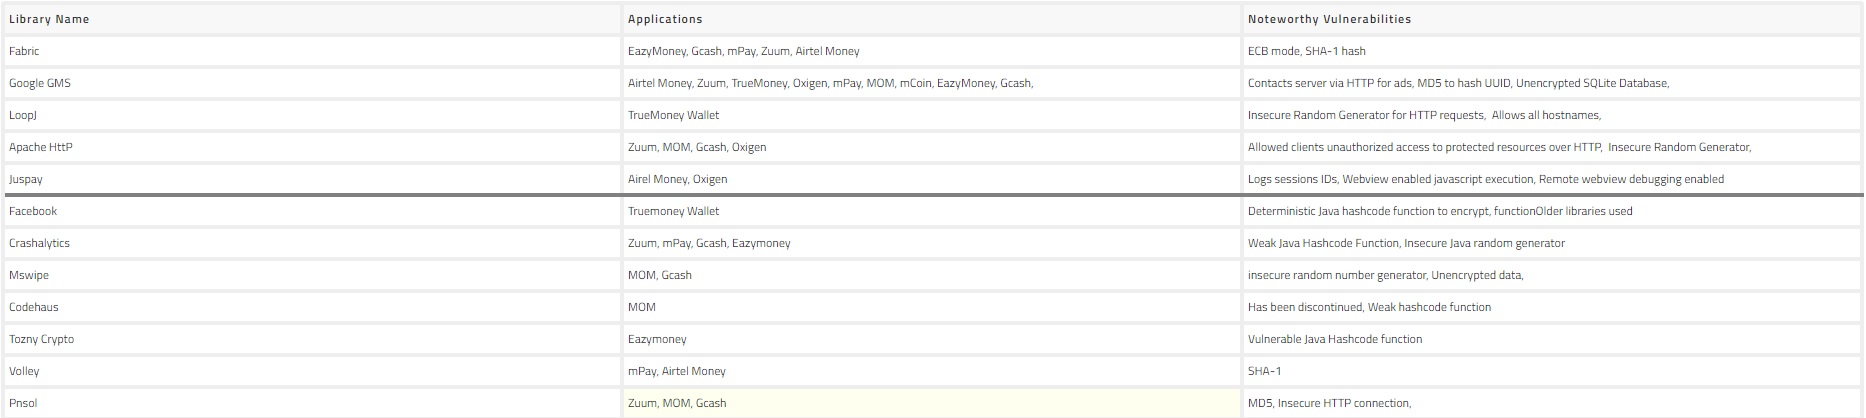 Library Name Applications Noteworthy Vulnerabilities
Fabric EazyMoney, Gcash, mPay, Zuum, Airtel Money ECB mode, SHA-1 hash
Google GMS Airtel Money, Zuum, TrueMoney, Oxigen, mPay, MOM, mCoin, EazyMoney, Gcash, Contacts server via HTTP for ads, MD5 to hash UUID, Unencrypted SQLite Database,
LoopJ TrueMoney Wallet Insecure Random Generator for HTTP requests, Allows all hostnames,
Apache HttP Zuum, MOM, Gcash, Oxigen Allowed clients unauthorized access to protected resources over HTTP, Insecure Random Generator,
Juspay Airel Money, Oxigen Logs sessions IDs, Webview enabled javascript execution, Remote webview debugging enabled
Facebook Truemoney Wallet Deterministic Java hashcode function to encrypt, functionOlder libraries used
Crashalytics Zuum, mPay, Gcash, Eazymoney Weak Java Hashcode Function, Insecure Java random generator
Mswipe MOM, Gcash insecure random number generator, Unencrypted data,
Codehaus MOM Has been discontinued, Weak hashcode function
Tozny Crypto Eazymoney Vulnerable Java Hashcode function
Volley mPay, Airtel Money SHA-1
Pnsol Zuum, MOM, Gcash MD5, Insecure HTTP connection,